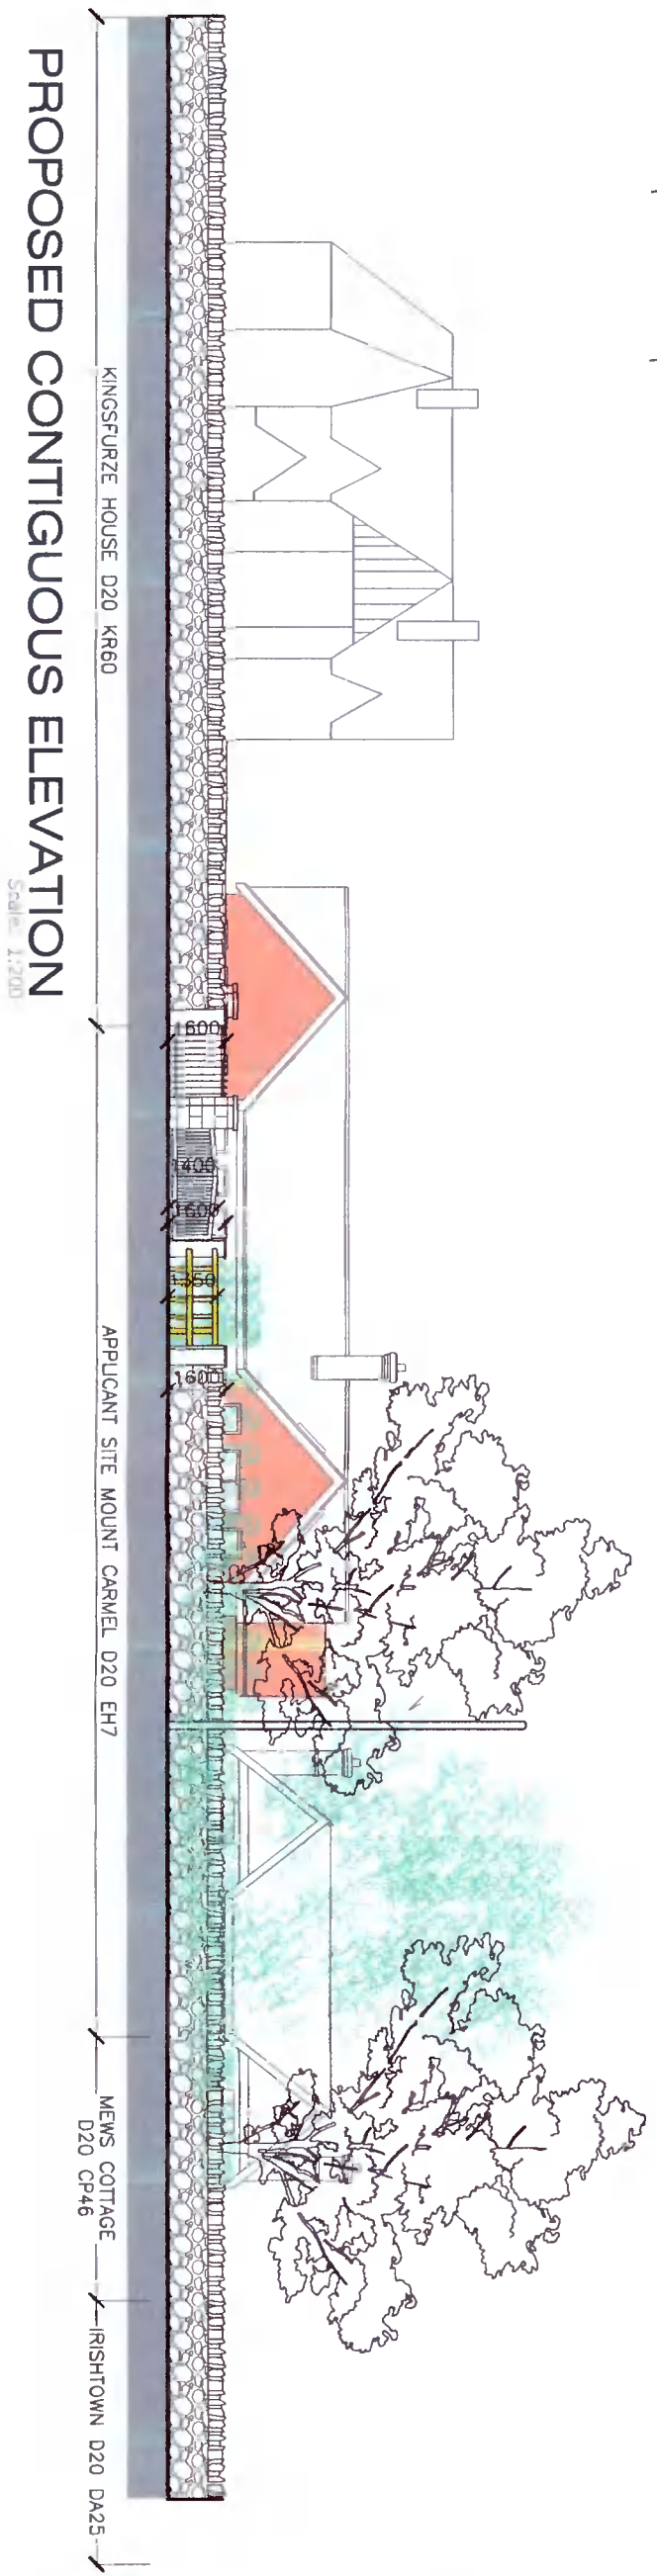 1600
1400
1600
1350
1600
KINGSFURZE HOUSE D20 KR60
APPLICANT SITE MOUNT CARMEL D20 EH7
MEWS COTTAGE
D20 CP46
IRISHTOWN D20 DA25
PROPOSED CONTIGUOUS ELEVATION
Scale: 1:200